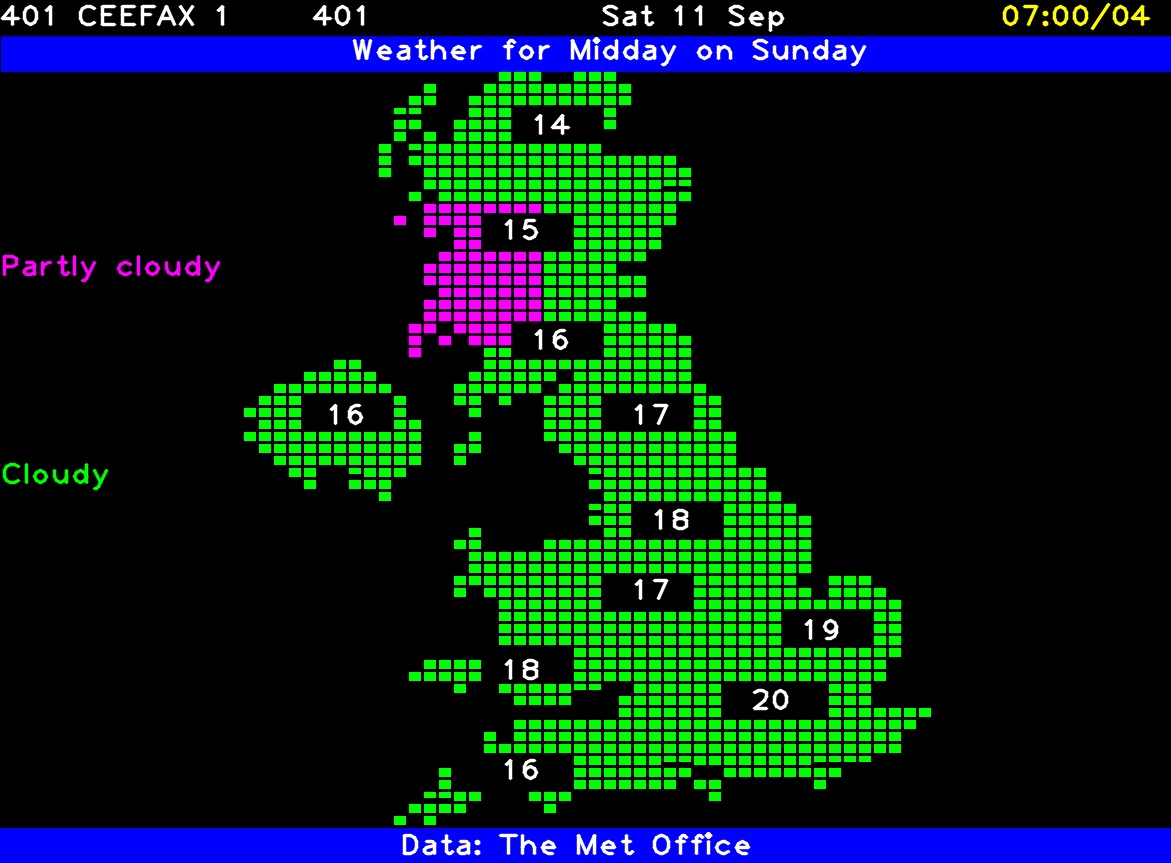 401 CEEFAX 1 401 Sat 11 Sep 07:00/04
Weather for Midday on Sunday
14
15
Partly cloudy
16
16
17
Cloudy
18
17
19
18
20
16
Data: The Met Office